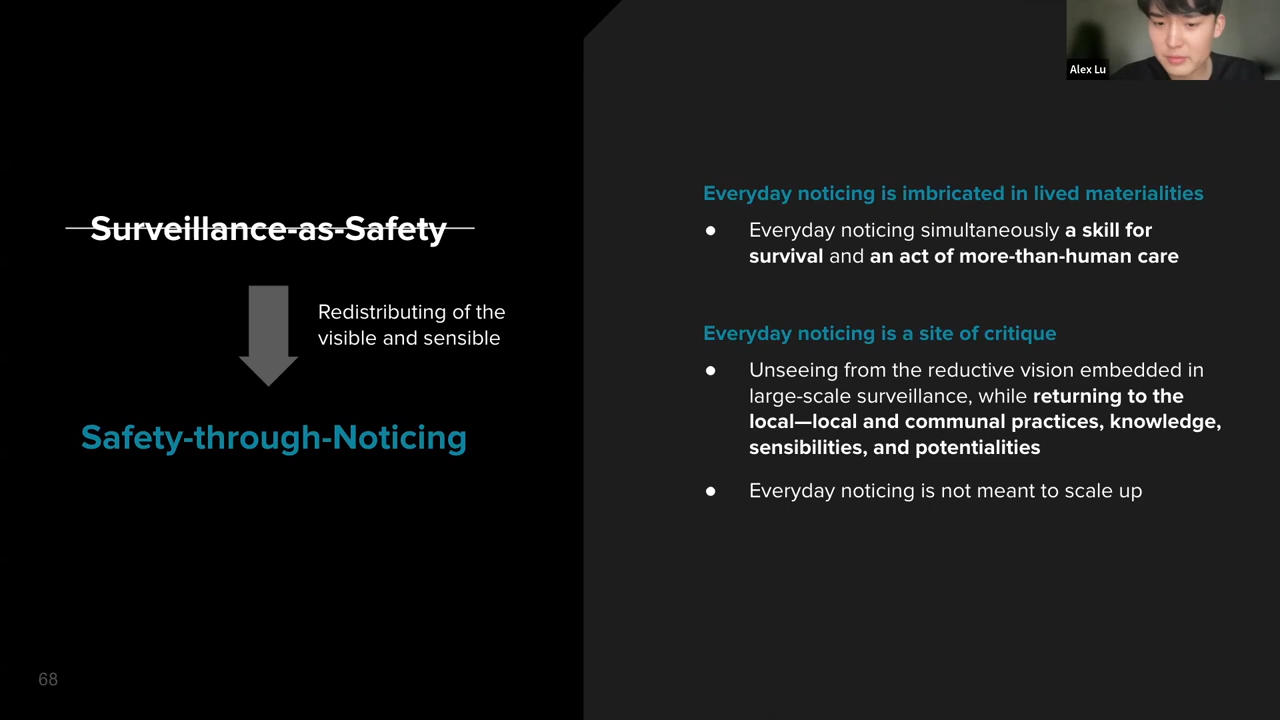 Alex Lu
Surveillance-as-Safety
Redistributing of the
visible and sensible
Safety-through-Noticing
Everyday noticing is imbricated in lived materialities
● Everyday noticing simultaneously a skill for
survival and an act of more-than-human care
Everyday noticing is a site of critique
● Unseeing from the reductive vision embedded in
large-scale surveillance, while returning to the
local—local and communal practices, knowledge,
sensibilities, and potentialities
● Everyday noticing is not meant to scale up
68